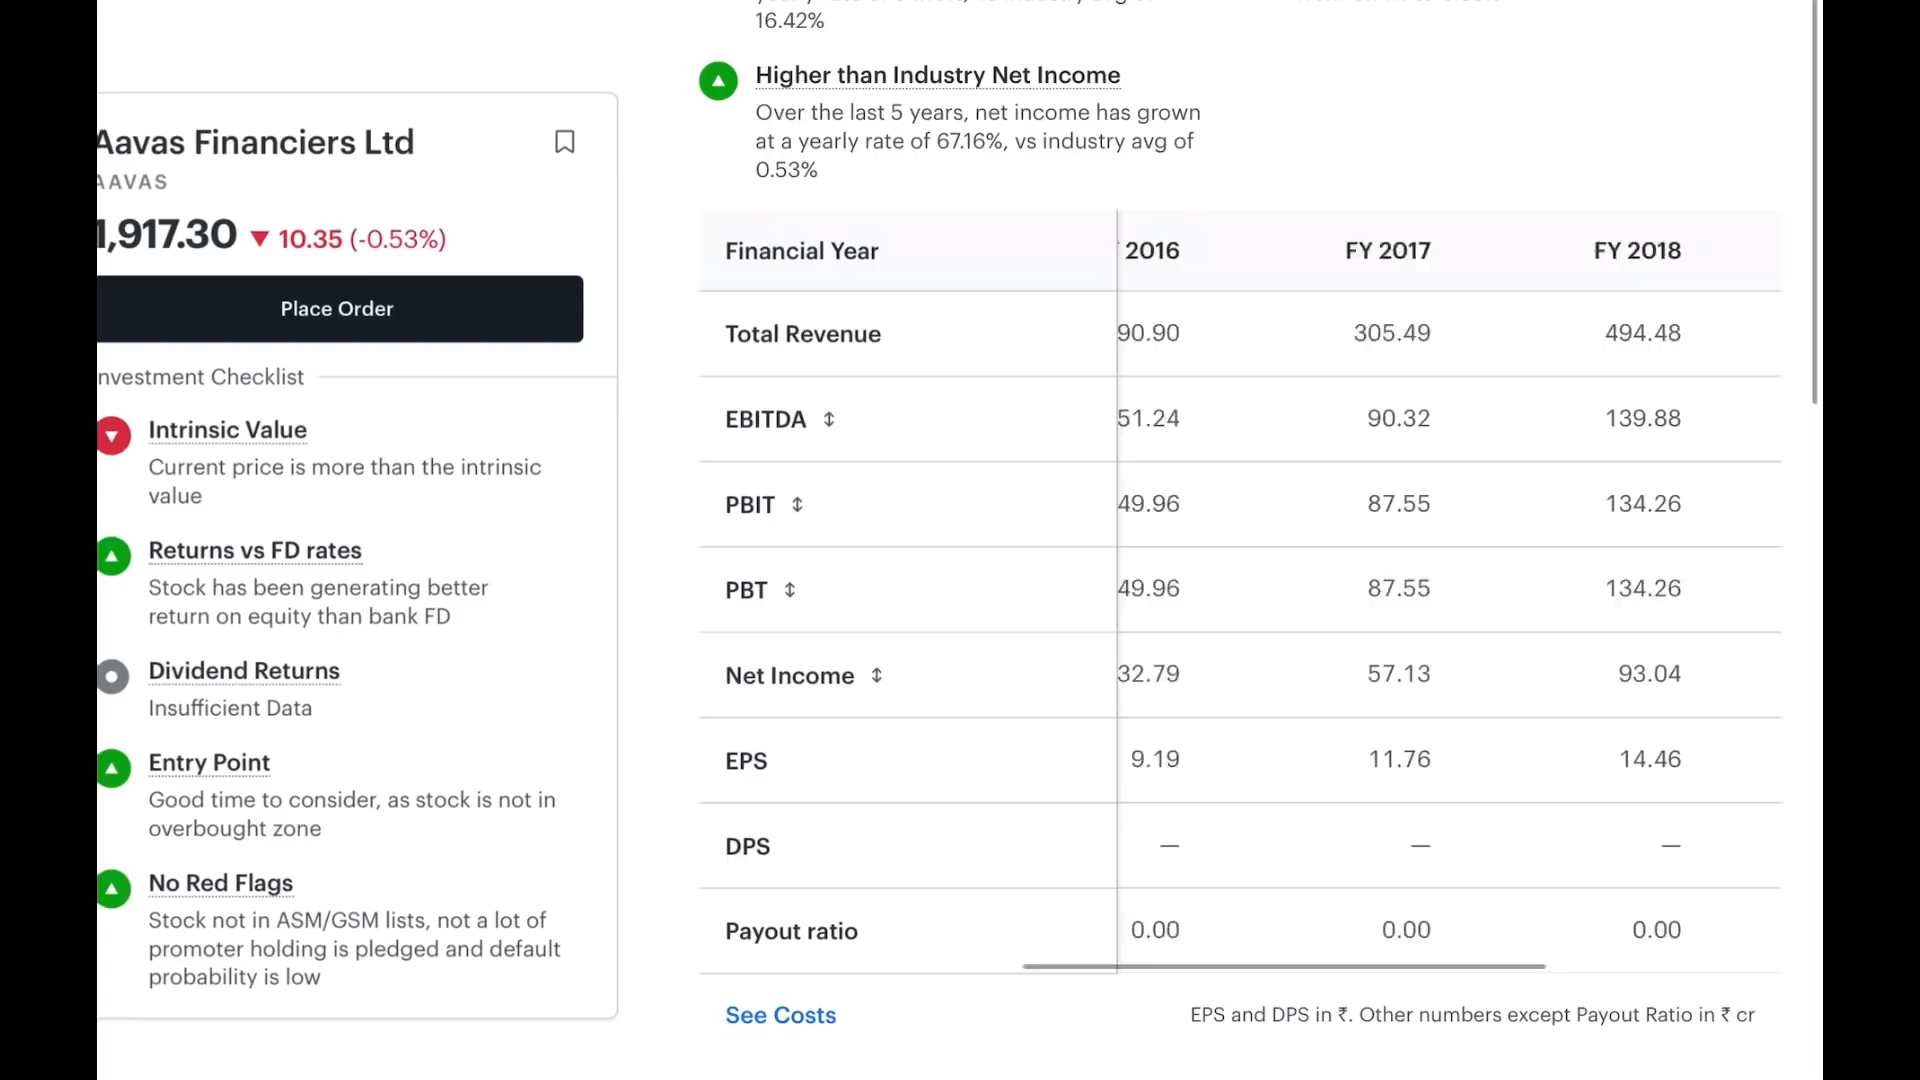 16.42%
Higher than Industry Net Income
Over the last 5 years, net income has grown
at a yearly rate of 67.16%, vs industry avg of
0.53%
Aavas Financiers Ltd
AAVAS
1,917.30 ▼ 10.35 (-0.53%)
Place Order
nvestment Checklist
Intrinsic Value
Current price is more than the intrinsic
value
Returns vs FD rates
Stock has been generating better
return on equity than bank FD
Dividend Returns
Insufficient Data
Entry Point
Good time to consider, as stock is not in
overbought zone
No Red Flags
Stock not in ASM/GSM lists, not a lot of
promoter holding is pledged and default
probability is low
Financial Year 2016 FY 2017 FY 2018
Total Revenue 90.90 305.49 494.48
EBITDA 51.24 90.32 139.88
PBIT 49.96 87.55 134.26
PBT 49.96 87.55 134.26
Net Income 32.79 57.13 93.04
EPS 9.19 11.76 14.46
DPS — — —
Payout ratio 0.00 0.00 0.00
See Costs
EPS and DPS in ₹. Other numbers except Payout Ratio in ₹ cr